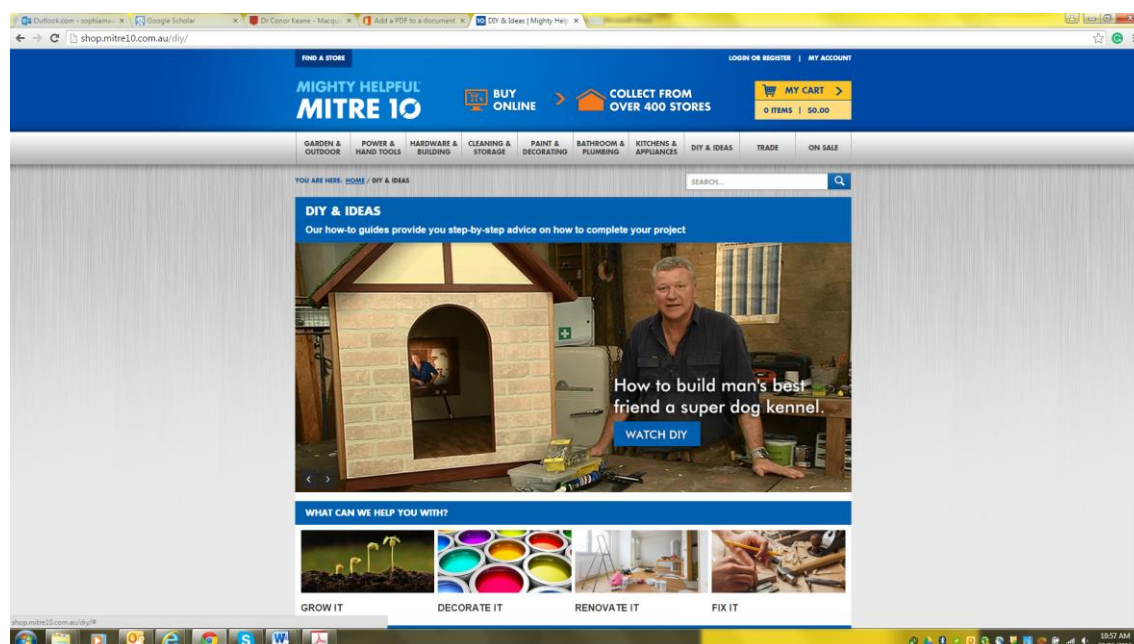 Outlook.com - sophiama
Google Scholar
Dr Conor Keane - Macqu
Add a PDF to a document
DIY & Ideas | Mighty Help
shop.mitre10.com.au/diy/
FIND A STORE
LOGIN OR REGISTER | MY ACCOUNT
MIGHTY HELPFUL
MITRE 10
BUY
ONLINE
COLLECT FROM
OVER 400 STORES
MY CART
0 ITEMS | $0.00
GARDEN &
OUTDOOR
POWER &
HAND TOOLS
HARDWARE &
BUILDING
CLEANING &
STORAGE
PAINT &
DECORATING
BATHROOM &
PLUMBING
KITCHENS &
APPLIANCES
DIY & IDEAS
TRADE
ON SALE
YOU ARE HERE: HOME / DIY & IDEAS
SEARCH...
DIY & IDEAS
Our how-to guides provide you step-by-step advice on how to complete your project
How to build man's best
friend a super dog kennel.
WATCH DIY
WHAT CAN WE HELP YOU WITH?
GROW IT
DECORATE IT
RENOVATE IT
FIX IT
shop.mitre10.com.au/diy/#
10:57 AM